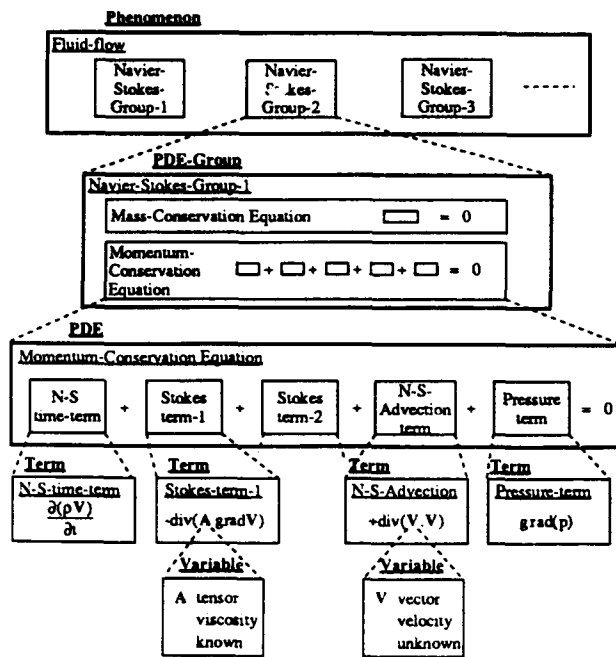 Phenomenon
Fluid-flow
Navier-
Stokes-
Group-1
Navier-
Stokes-
Group-2
Navier-
Stokes-
Group-3
PDE-Group
Navier-Stokes-Group-1
Mass-Conservation Equation = 0
Momentum-
Conservation
Equation
+ + + + = 0
PDE
Momentum-Conservation Equation
N-S
time-term
+
Stokes
term-1
+
Stokes
term-2
+
N-S-
Advection
term
+
Pressure
term
= 0
Term
N-S-time-term
∂(ρV)
∂t
Term
Stokes-term-1
-div(A gradV)
Term
N-S-Advection
+div(V V)
Term
Pressure-term
grad(p)
Variable
A tensor
viscosity
known
Variable
V vector
velocity
unknown